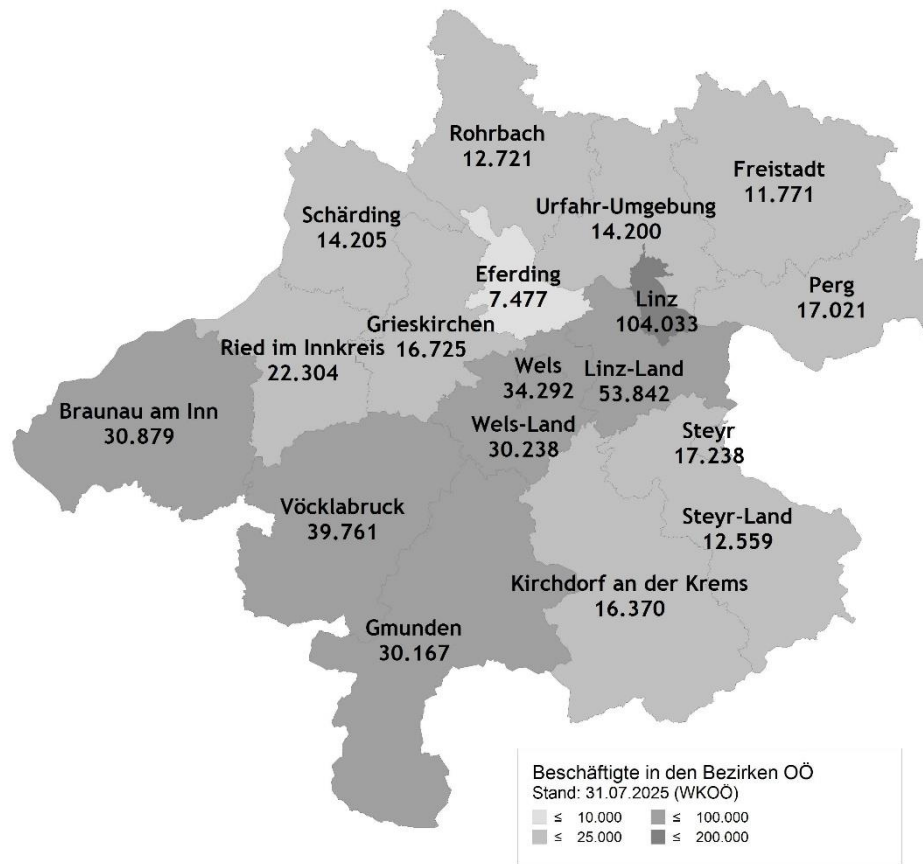 Rohrbach
12.721
Freistadt
11.771
Schärding
14.205
Urfahr-Umgebung
14.200
Eferding
7.477
Linz
104.033
Perg
17.021
Grieskirchen
16.725
Ried im Innkreis
22.304
Wels
34.292
Linz-Land
53.842
Braunau am Inn
30.879
Wels-Land
30.238
Steyr
17.238
Vöcklabruck
39.761
Steyr-Land
12.559
Kirchdorf an der Krems
16.370
Gmunden
30.167
Beschäftigte in den Bezirken OÖ
Stand: 31.07.2025 (WKOÖ)
≤ 10.000 ≤ 100.000
≤ 25.000 ≤ 200.000